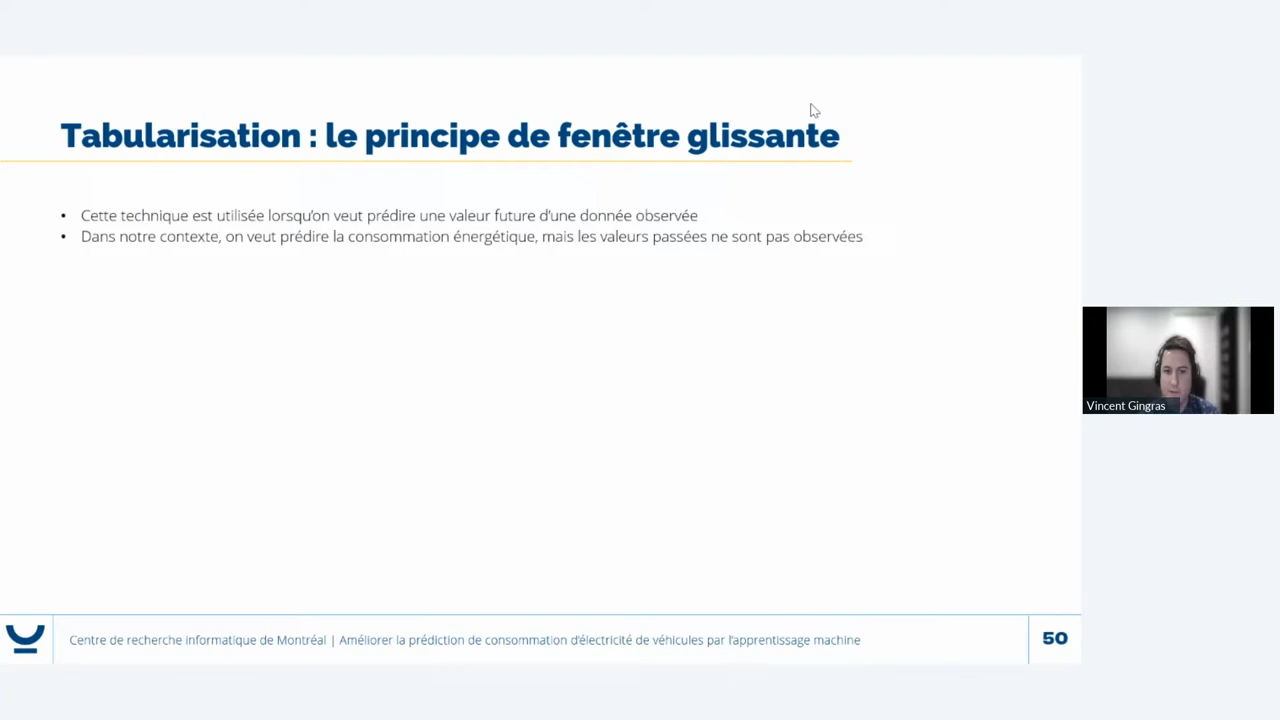 Tabularisation : le principe de fenêtre glissante
• Cette technique est utilisée lorsqu'on veut prédire une valeur future d'une donnée observée
• Dans notre contexte, on veut prédire la consommation énergétique, mais les valeurs passées ne sont pas observées
Vincent Gingras
Centre de recherche informatique de Montréal | Améliorer la prédiction de consommation d'électricité de véhicules par l'apprentissage machine
50